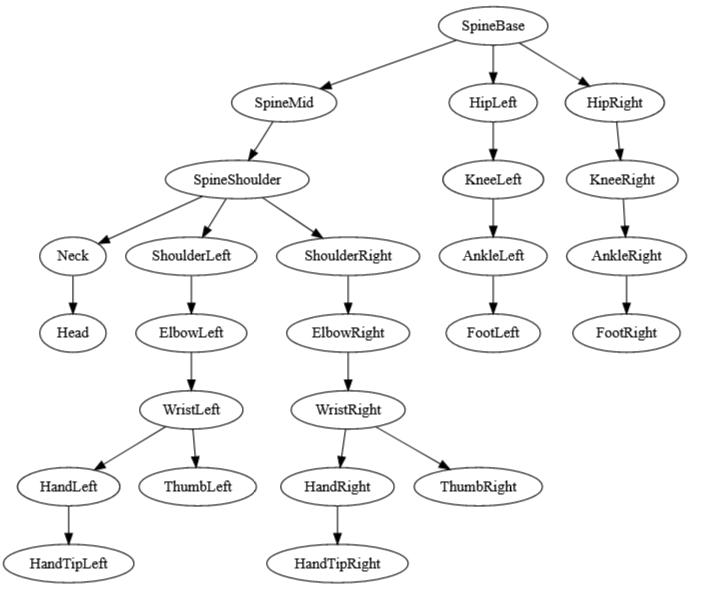 SpineBase
SpineMid
HipLeft
HipRight
SpineShoulder
KneeLeft
KneeRight
Neck
ShoulderLeft
ShoulderRight
AnkleLeft
AnkleRight
Head
ElbowLeft
ElbowRight
FootLeft
FootRight
WristLeft
WristRight
HandLeft
ThumbLeft
HandRight
ThumbRight
HandTipLeft
HandTipRight